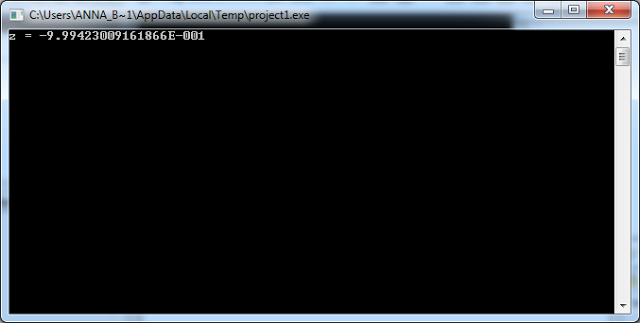 C:\Users\ANNA_B~1\AppData\Local\Temp\project1.exe
z = -9.99423009161866E-001